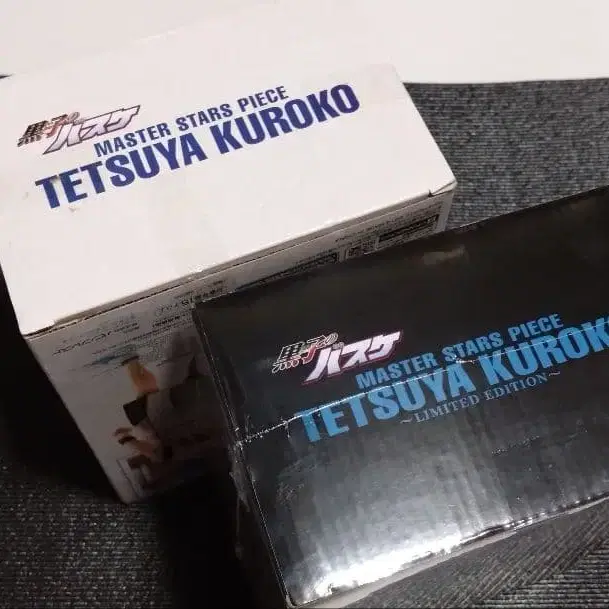 黒子の
バスケ
MASTER STARS PIECE
TETSUYA KUROKO
黒子の
バスケ
MASTER STARS PIECE
TETSUYA KUROKO
～LIMITED EDITION～